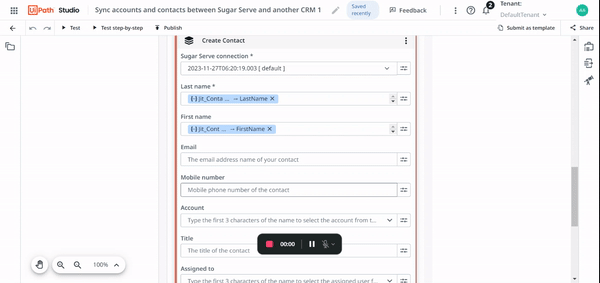 UiPath Studio
Sync accounts and contacts between Sugar Serve and another CRM 1
Saved recently
Feedback
2
Tenant:
DefaultTenant
AA
Test
Test step-by-step
Publish
Submit as template
Share
Create Contact
Sugar Serve connection *
2023-11-27T06:20:19.003 [ default ]
Last name *
Jit_Conta ... → LastName
First name
Jit_Cont ... → FirstName
Email
The email address name of your contact
Mobile number
Mobile phone number of the contact
Account
Type the first 3 characters of the name to select the account from t...
Title
The title of the contact
00:00
Assigned to
Type the first 3 characters of the name to select the assigned user f...
100%